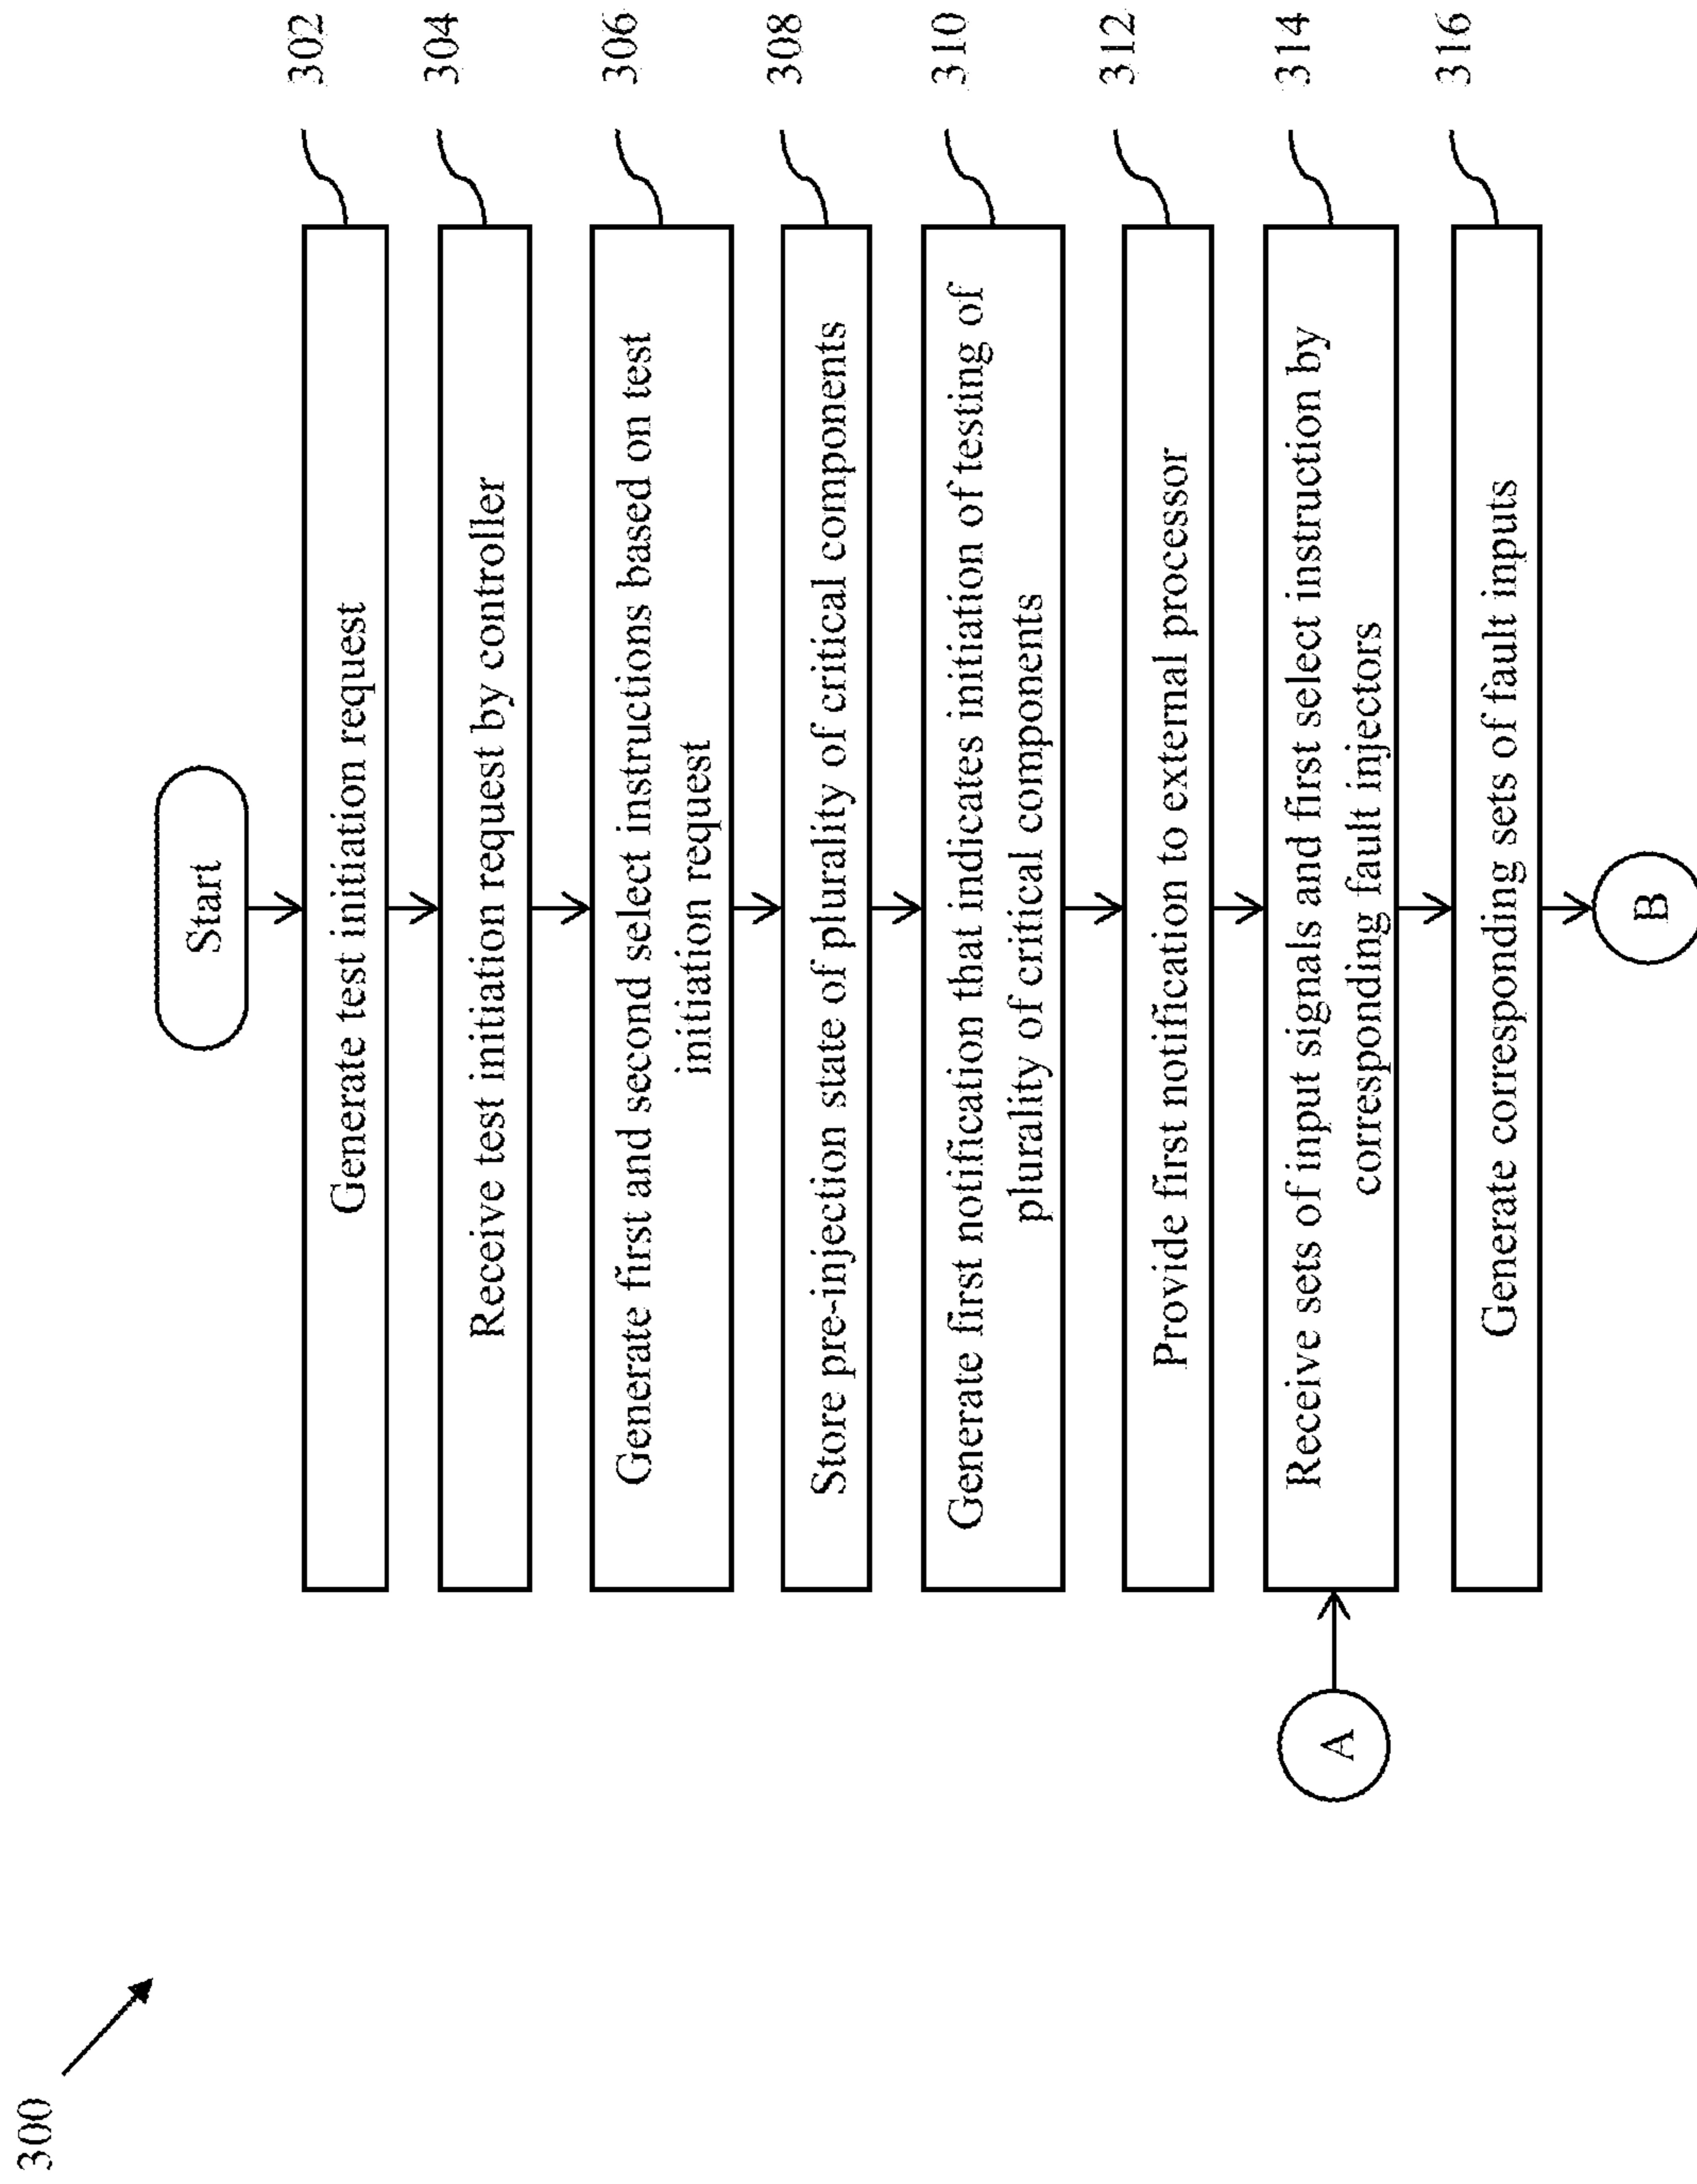 300
Start
Generate test initiation request
302
Receive test initiation request by controller
304
Generate first and second select instructions based on test
initiation request
306
Store pre-injection state of plurality of critical components
308
Generate first notification that indicates initiation of testing of
plurality of critical components
310
Provide first notification to external processor
312
A
Receive sets of input signals and first select instruction by
corresponding fault injectors
314
Generate corresponding sets of fault inputs
316
B